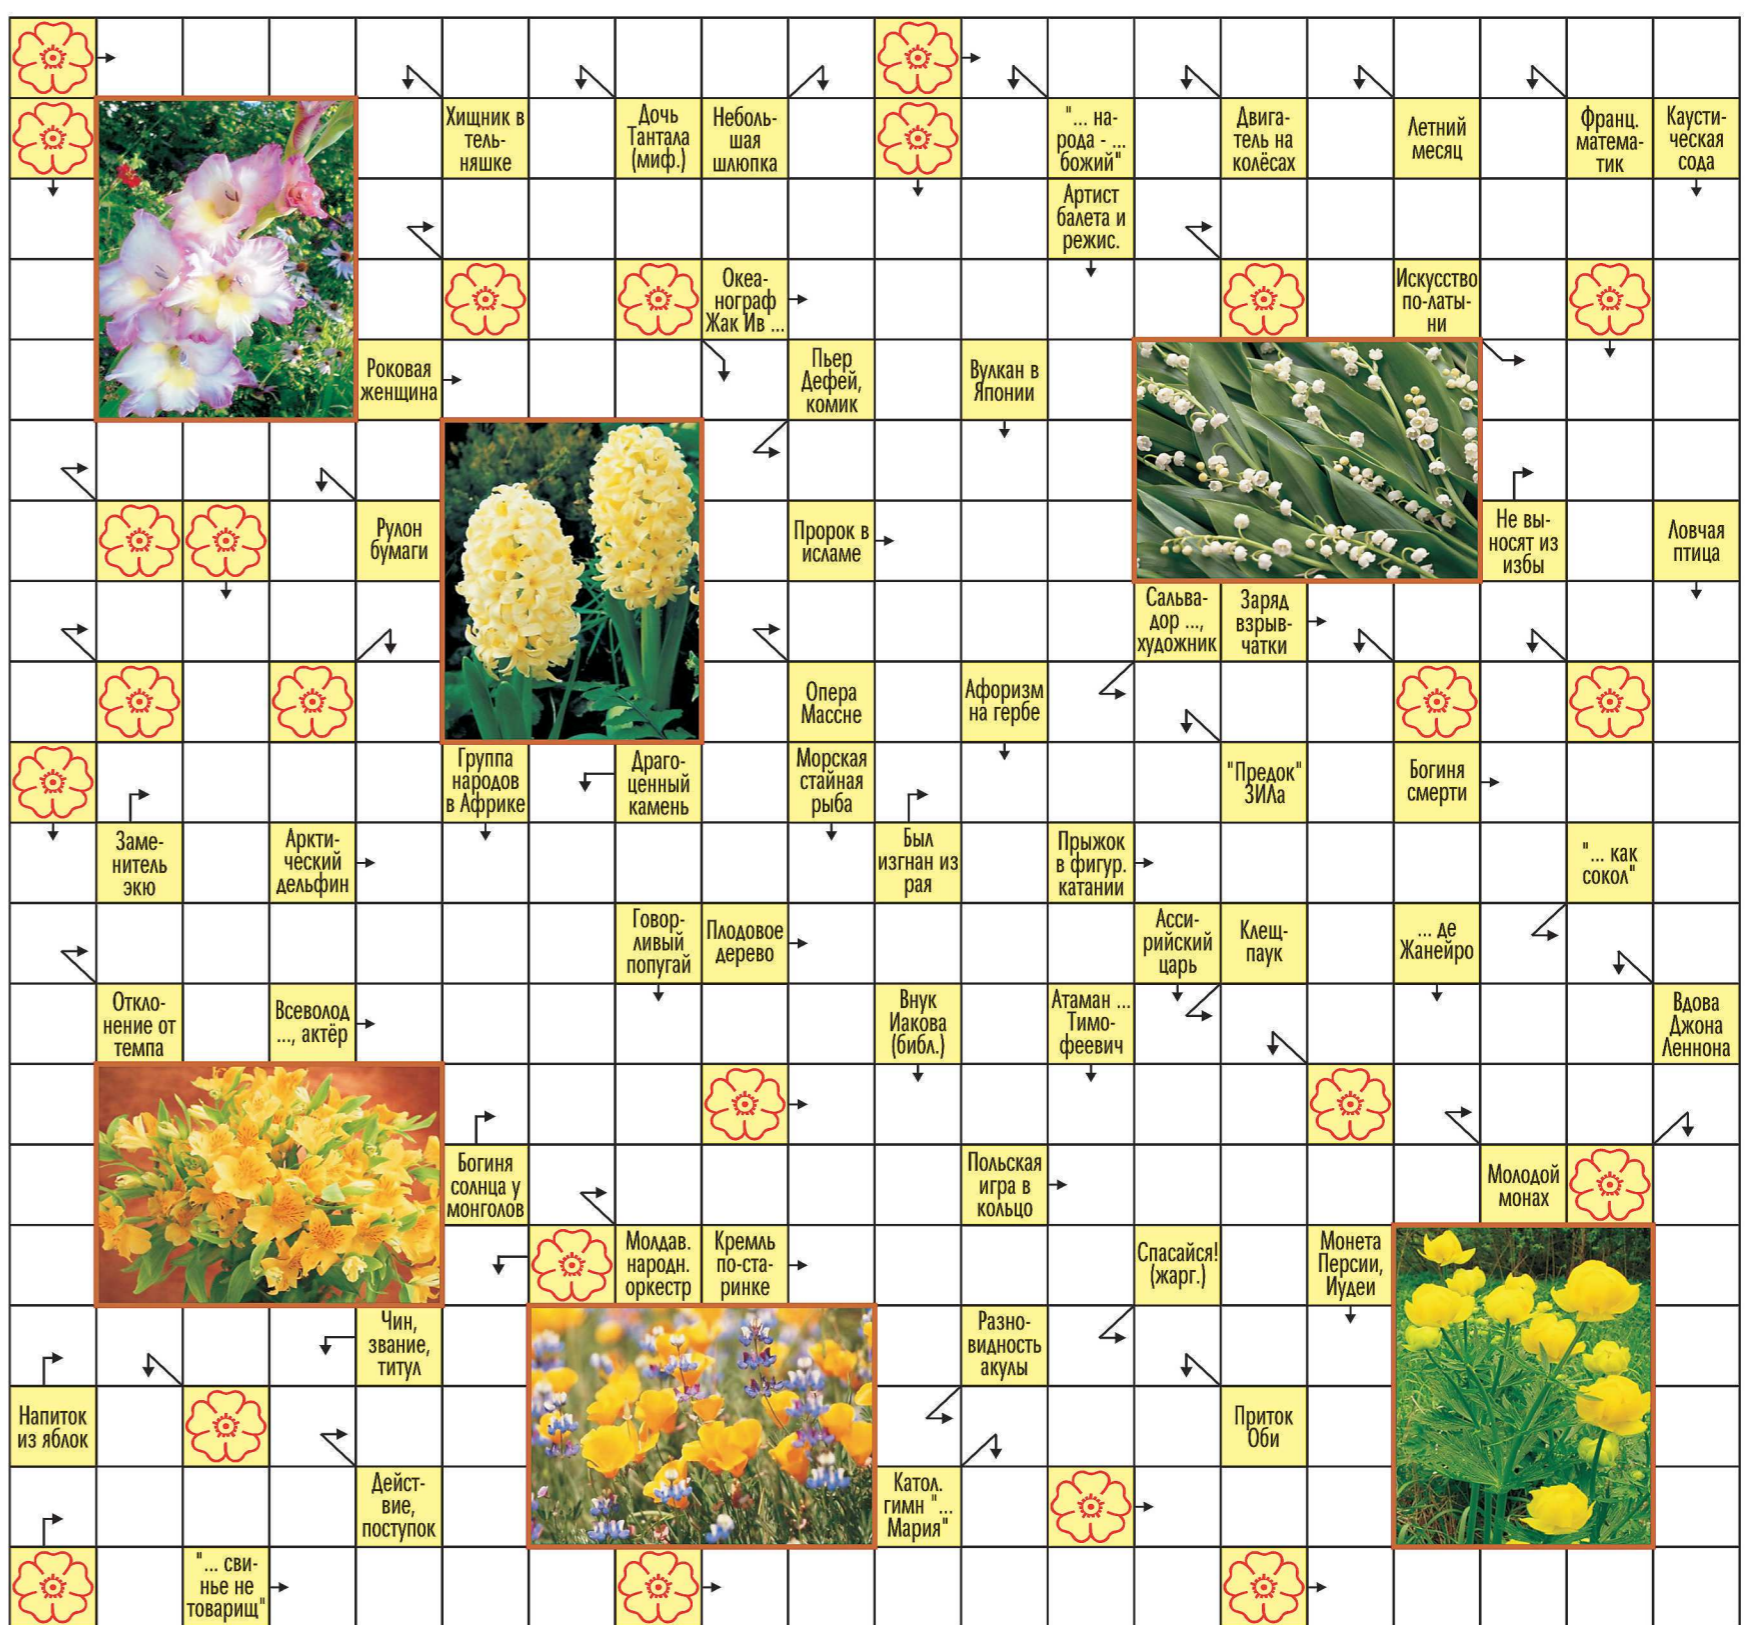 Хищник в
тель-
няшке
Дочь
Тантала
(миф.)
Неболь-
шая
шлюпка
"... на-
рода - ...
божий"
Двига-
тель на
колёсах
Летний
месяц
Франц.
матема-
тик
Каусти-
ческая
сода
Артист
балета и
режис.
Океа-
нограф
Жак Ив ...
Искусство
по-латы-
ни
Роковая
женщина
Пьер
Дефей,
комик
Вулкан в
Японии
Рулон
бумаги
Пророк в
исламе
Не вы-
носят из
избы
Ловчая
птица
Сальва-
дор ...,
художник
Заряд
взрыв-
чатки
Опера
Массне
Афоризм
на гербе
Группа
народов
в Африке
Драго-
ценный
камень
Морская
стайная
рыба
"Предок"
ЗИЛа
Богиня
смерти
Заме-
нитель
экю
Аркти-
ческий
дельфин
Был
изгнан из
рая
Прыжок
в фигур.
катании
"... как
сокол"
Говор-
ливый
попугай
Плодовое
дерево
Асси-
рийский
царь
Клещ-
паук
... де
Жанейро
Откло-
нение от
темпа
Всеволод
..., актёр
Внук
Иакова
(библ.)
Атаман ...
Тимо-
феевич
Вдова
Джона
Леннона
Богиня
солнца у
монголов
Польская
игра в
кольцо
Молодой
монах
Молдав.
народн.
оркестр
Кремль
по-ста-
ринке
Спасайся!
(жарг.)
Монета
Персии,
Иудеи
Чин,
звание,
титул
Разно-
видность
акулы
Напиток
из яблок
Приток
Оби
Дейст-
вие,
поступок
Катол.
гимн "...
Мария"
"... сви-
нье не
товарищ"